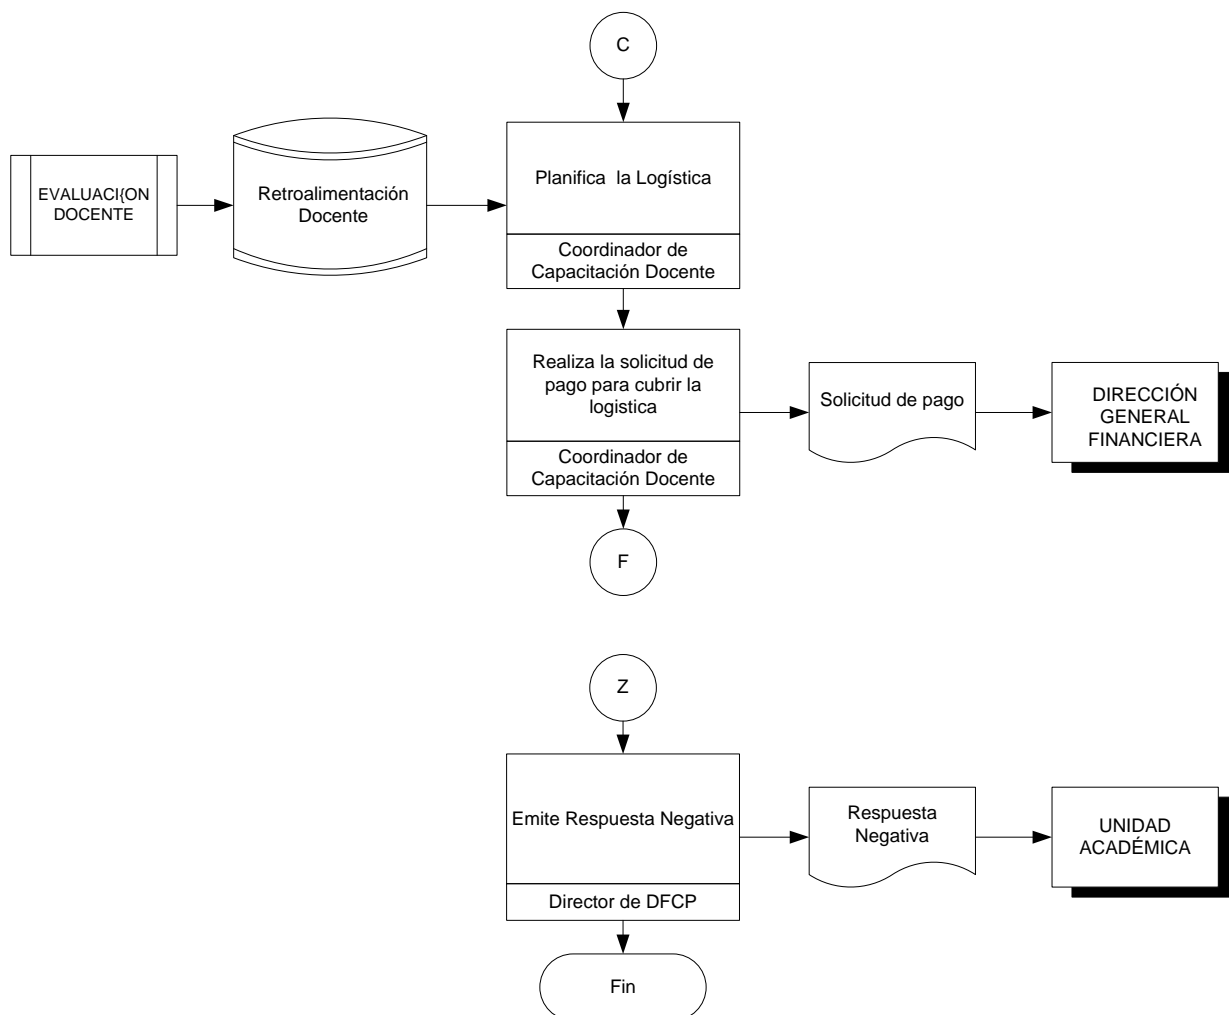 C
EVALUACI{ON
DOCENTE
Retroalimentación
Docente
Planifica  la Logística
Coordinador de
Capacitación Docente
Realiza la solicitud de
pago para cubrir la
logistica
Coordinador de
Capacitación Docente
Solicitud de pago
DIRECCIÓN
GENERAL
FINANCIERA
F
Z
Emite Respuesta Negativa
Director de DFCP
Respuesta
Negativa
UNIDAD
ACADÉMICA
Fin